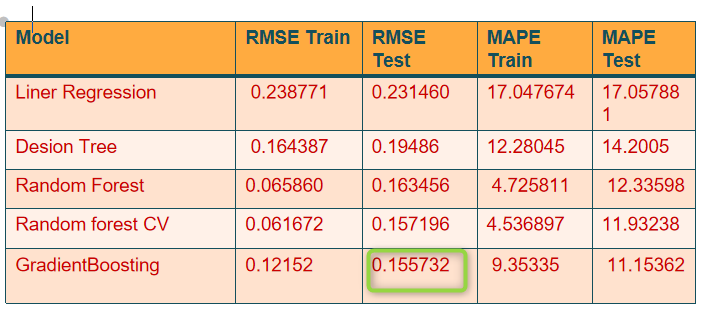 Model RMSE Train RMSE MAPE MAPE
Test Train Test
Liner Regression 0.238771 0.231460 17.047674 17.05788
1
Desion Tree 0.164387 0.19486 12.28045 14.2005
Random Forest 0.065860 0.163456 4.725811 12.33598
Random forest CV 0.061672 0.157196 4.536897 11.93238
GradientBoosting 0.12152 0.155732 9.35335 11.15362